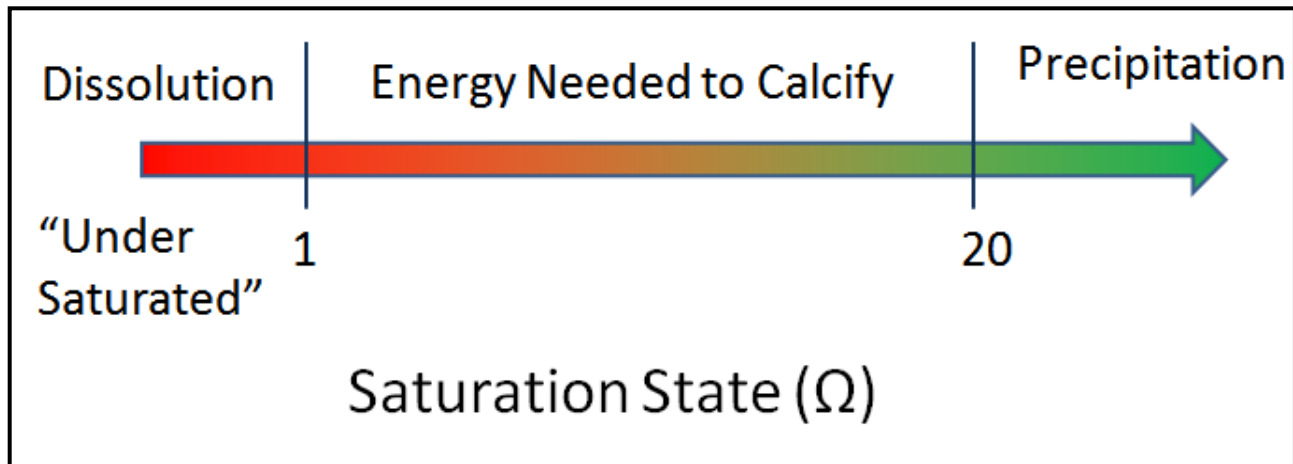 Dissolution
Energy Needed to Calcify
Precipitation
“Under
Saturated”
1
20
Saturation State (Ω)